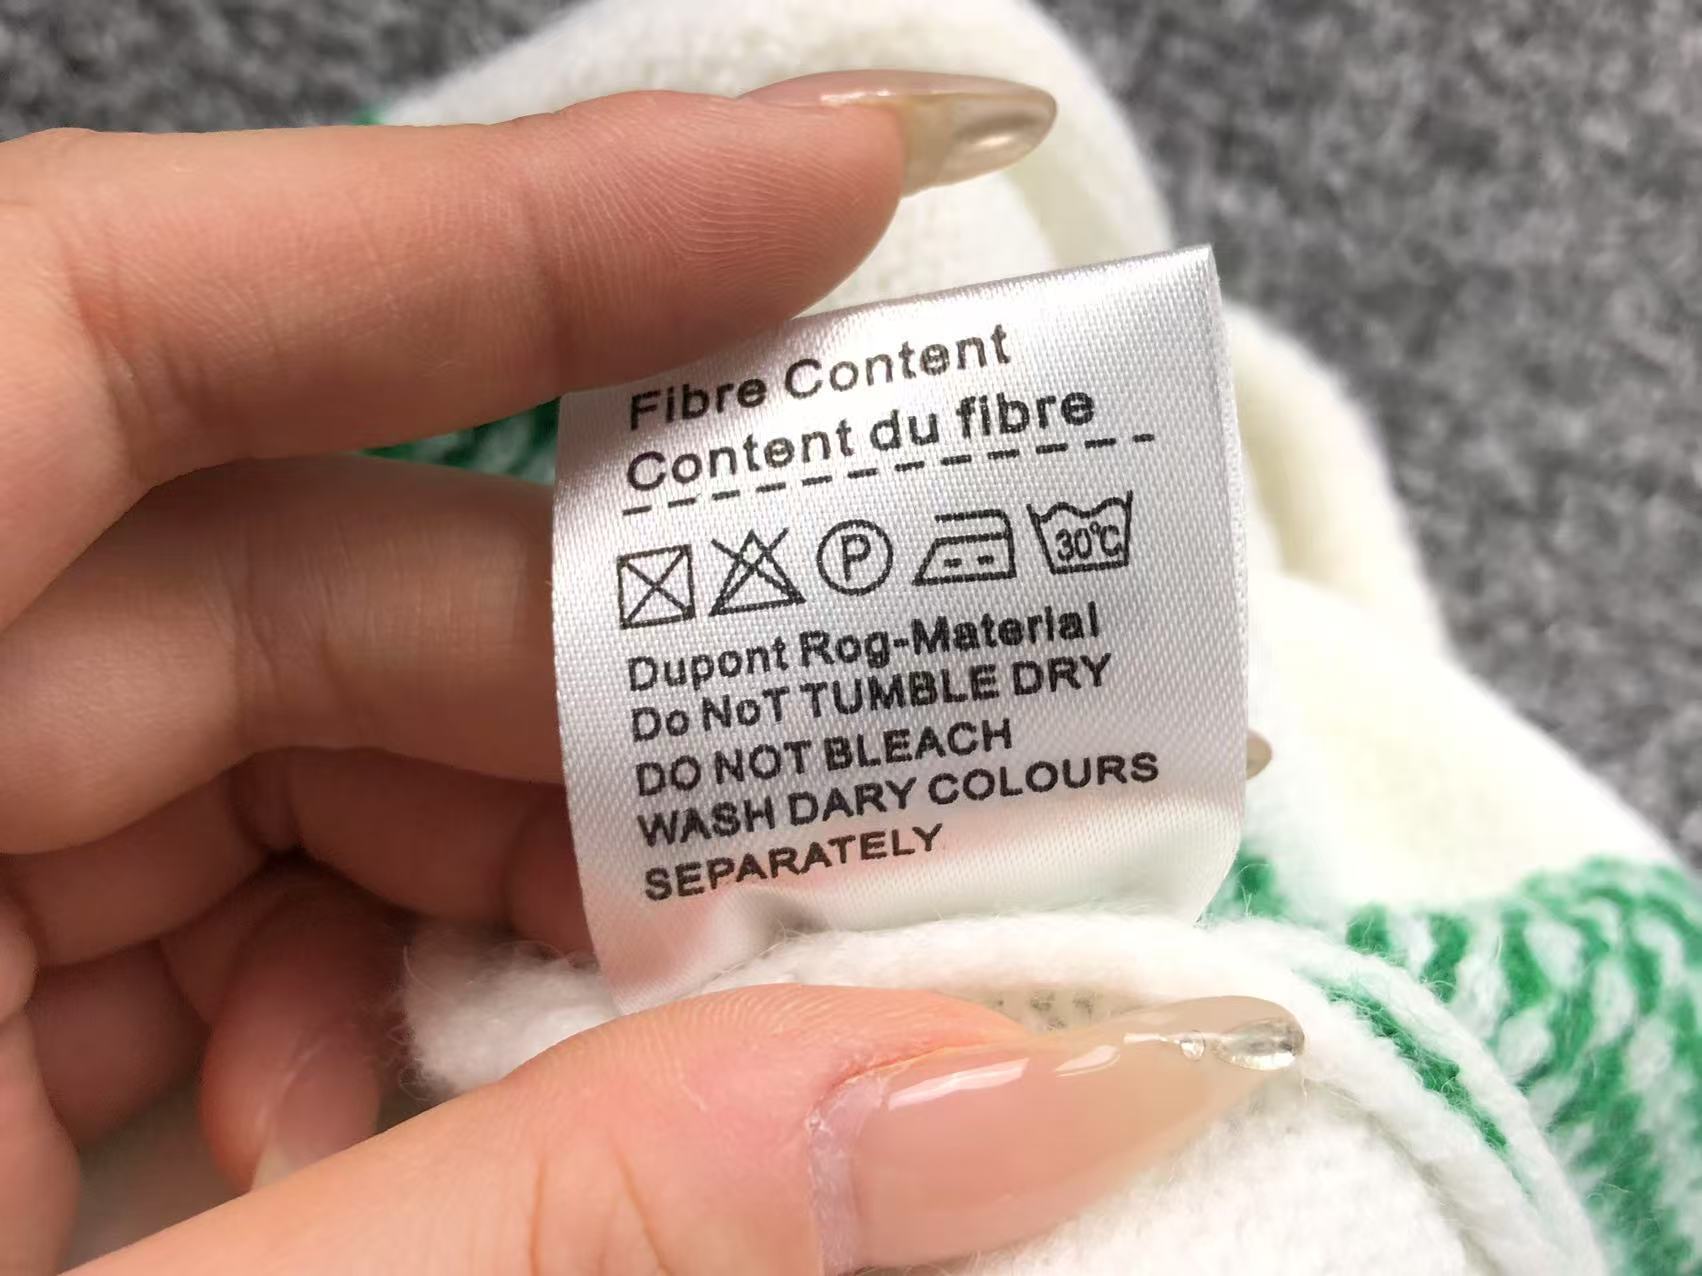 Fibre Content
Content du fibre
P 30℃
Dupont Rog-Material
Do NoT TUMBLE DRY
DO NOT BLEACH
WASH DARY COLOURS
SEPARATELY